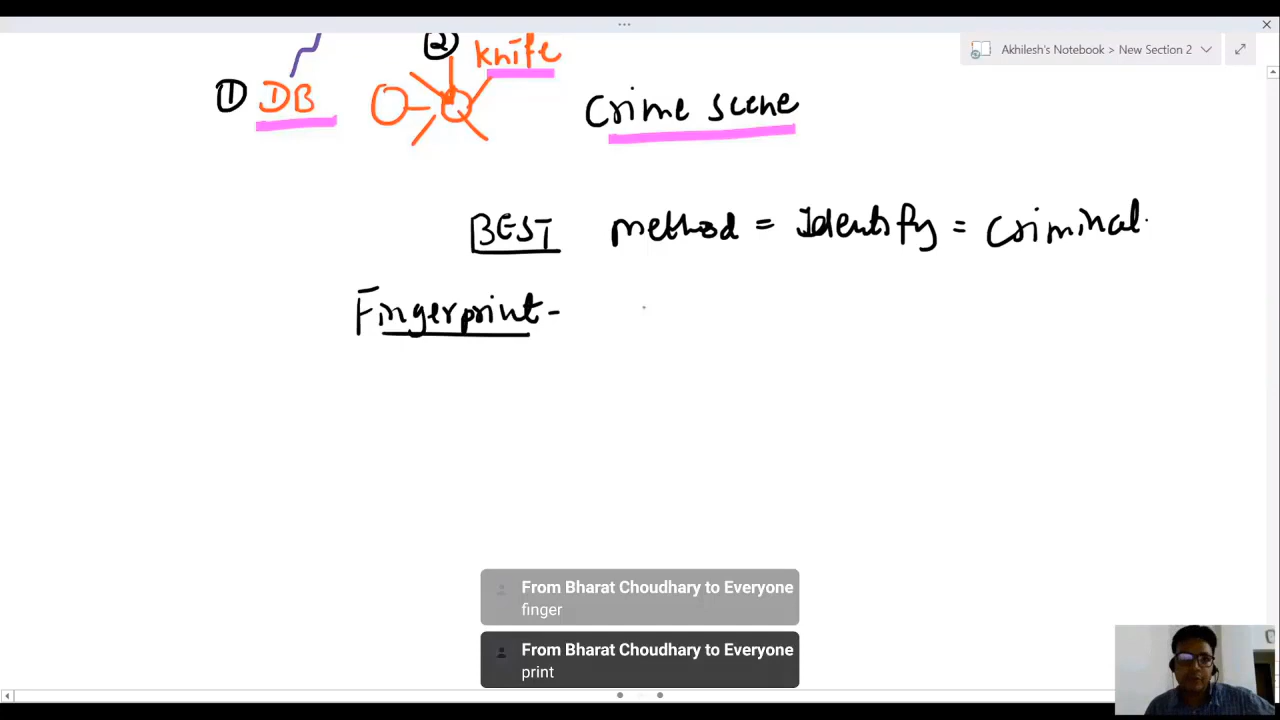 Akhilesh's Notebook > New Section 2
② knife
① DB
Crime scene
BEST method = Identify = Criminal.
Fingerprint -
From Bharat Choudhary to Everyone
finger
From Bharat Choudhary to Everyone
print